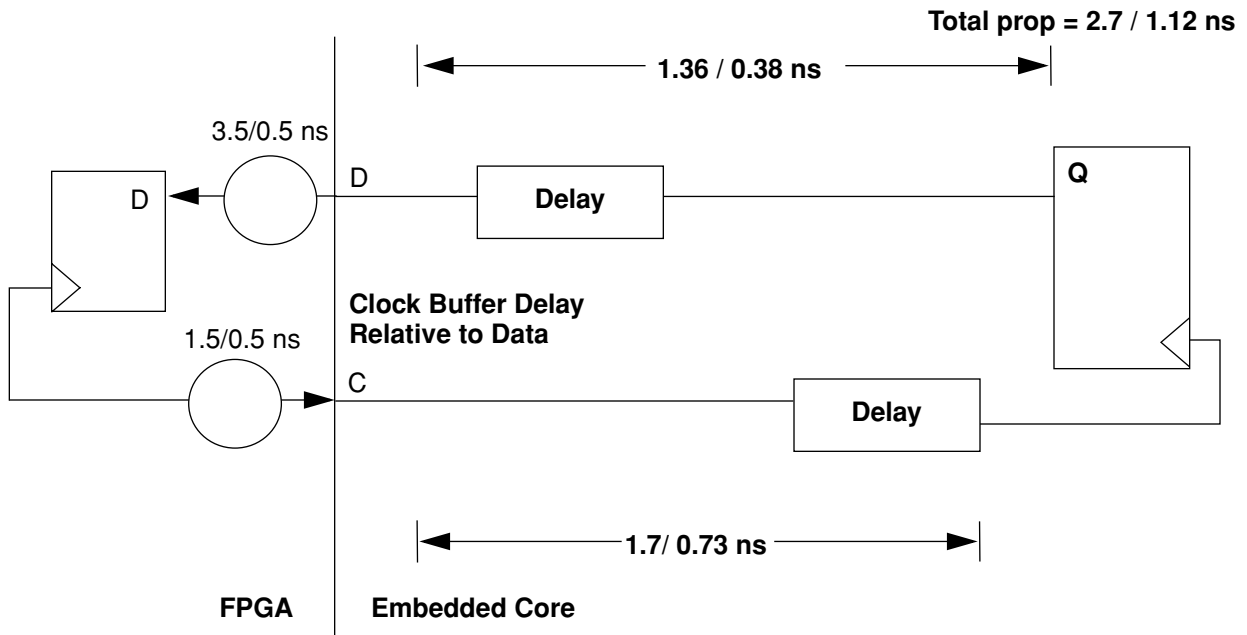 Total prop = 2.7 / 1.12 ns
1.36 / 0.38 ns
3.5/0.5 ns
D
D
Delay
Q
Clock Buffer Delay
Relative to Data
1.5/0.5 ns
C
Delay
1.7/ 0.73 ns
FPGA
Embedded Core